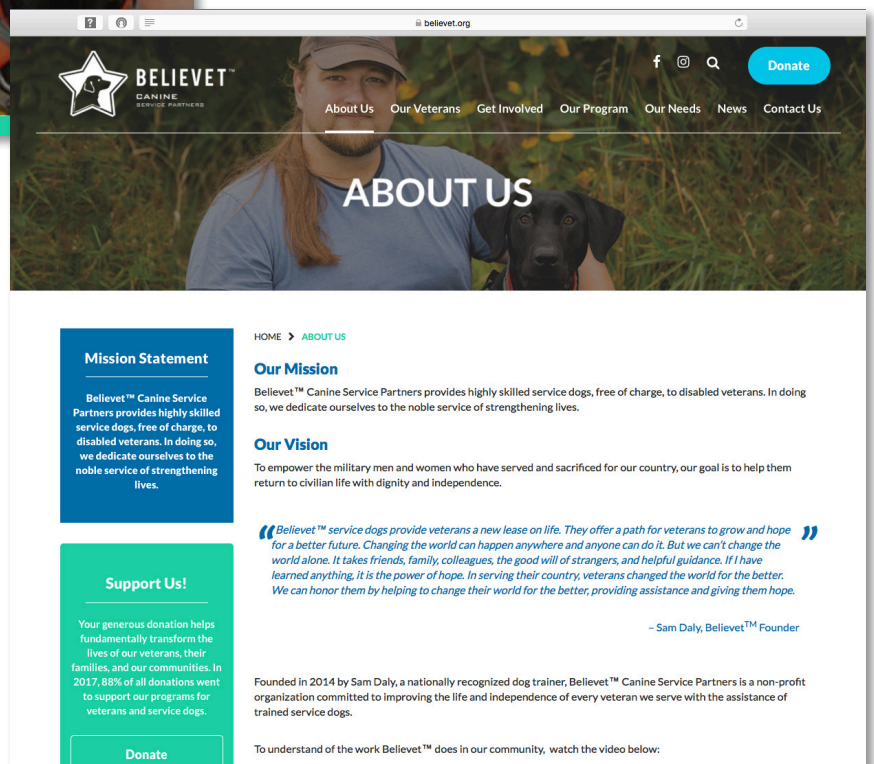 believet.org
BELIEVET™
CANINE
SERVICE PARTNERS
Donate
About Us Our Veterans Get Involved Our Program Our Needs News Contact Us
ABOUT US
HOME > ABOUT US
Mission Statement
Believet™ Canine Service
Partners provides highly skilled
service dogs, free of charge, to
disabled veterans. In doing so,
we dedicate ourselves to the
noble service of strengthening
lives.
Support Us!
Your generous donation helps
fundamentally transform the
lives of our veterans, their
families, and our communities. In
2017, 88% of all donations went
to support our programs for
veterans and service dogs.
Donate
Our Mission
Believet™ Canine Service Partners provides highly skilled service dogs, free of charge, to disabled veterans. In doing
so, we dedicate ourselves to the noble service of strengthening lives.
Our Vision
To empower the military men and women who have served and sacrificed for our country, our goal is to help them
return to civilian life with dignity and independence.
“Believet™ service dogs provide veterans a new lease on life. They offer a path for veterans to grow and hope ”
for a better future. Changing the world can happen anywhere and anyone can do it. But we can't change the
world alone. It takes friends, family, colleagues, the good will of strangers, and helpful guidance. If I have
learned anything, it is the power of hope. In serving their country, veterans changed the world for the better.
We can honor them by helping to change their world for the better, providing assistance and giving them hope.
– Sam Daly, Believet™ Founder
Founded in 2014 by Sam Daly, a nationally recognized dog trainer, Believet™ Canine Service Partners is a non-profit
organization committed to improving the life and independence of every veteran we serve with the assistance of
trained service dogs.
To understand of the work Believet™ does in our community, watch the video below: